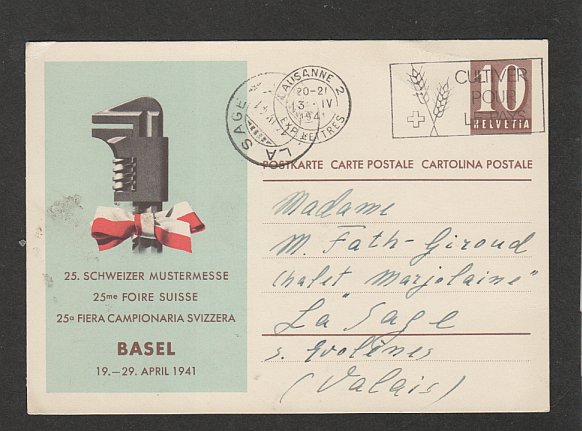 25. SCHWEIZER MUSTERMESSE
25me FOIRE SUISSE
25a FIERA CAMPIONARIA SVIZZERA
BASEL
19.–29. APRIL 1941
LA SAGE
LAUSANNE 2
20-21
13. IV
1941
EXP. LETTRES
CULTIVER
POUR
LE PAYS
10
HELVETIA
POSTKARTE CARTE POSTALE CARTOLINA POSTALE
Madame
M. Fath-Giroud
Chalet "Marjolaine"
La Sage
s. Evolènes
(Valais)